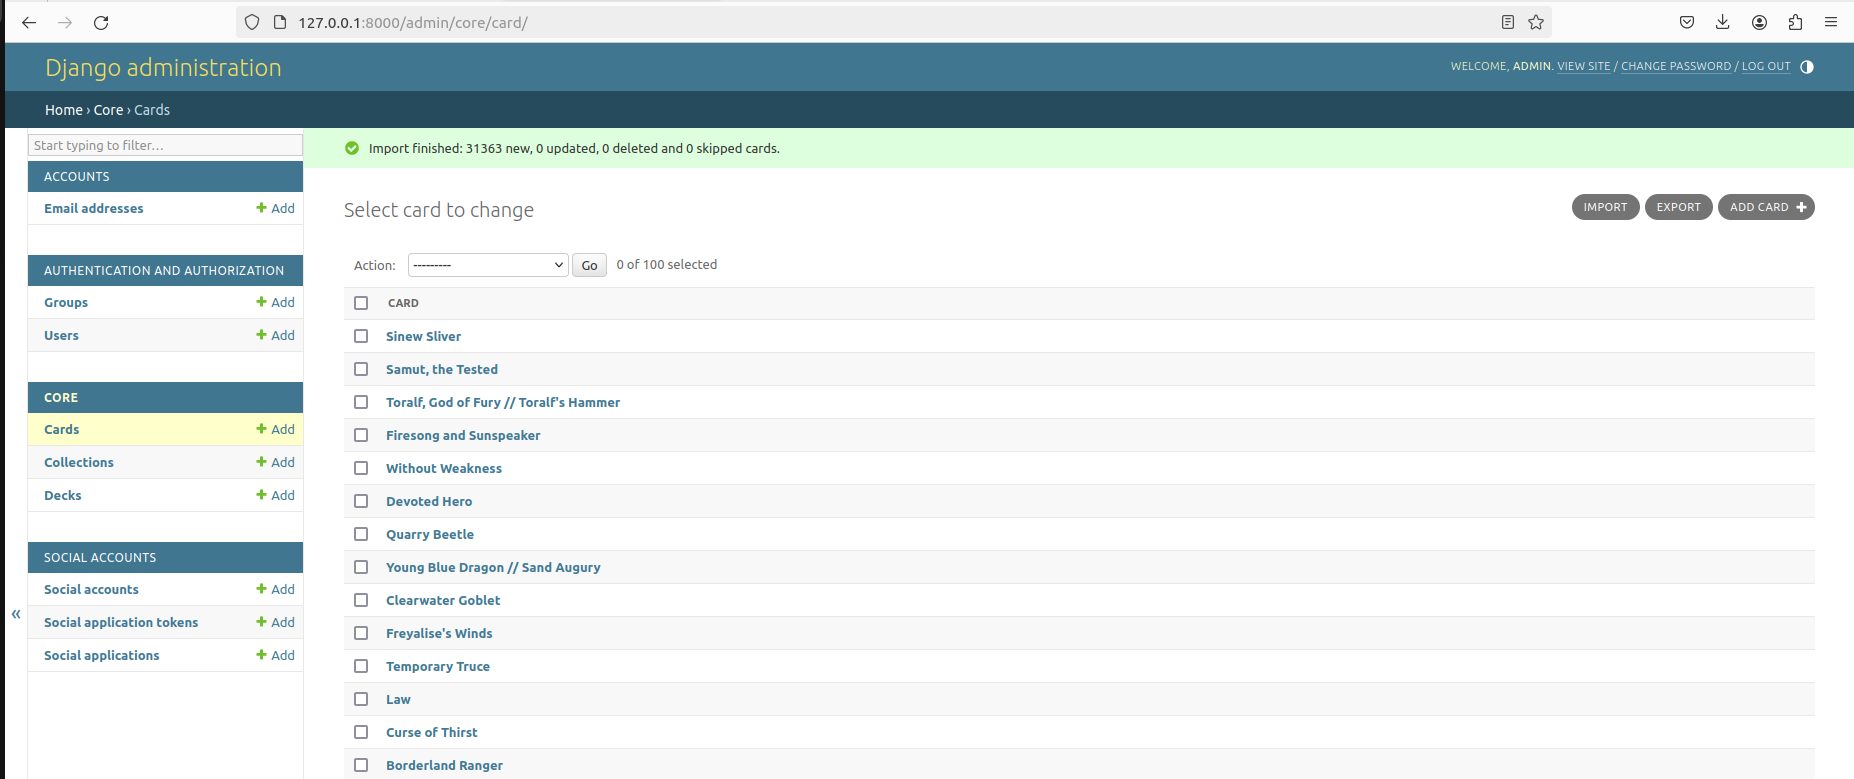 127.0.0.1:8000/admin/core/card/
Django administration
WELCOME, ADMIN. VIEW SITE / CHANGE PASSWORD / LOG OUT
Home › Core › Cards
Start typing to filter…
ACCOUNTS
Email addresses + Add
AUTHENTICATION AND AUTHORIZATION
Groups + Add
Users + Add
CORE
Cards + Add
Collections + Add
Decks + Add
SOCIAL ACCOUNTS
Social accounts + Add
Social application tokens + Add
Social applications + Add
«
Import finished: 31363 new, 0 updated, 0 deleted and 0 skipped cards.
Select card to change
IMPORT EXPORT ADD CARD +
Action: --------- Go 0 of 100 selected
CARD
Sinew Sliver
Samut, the Tested
Toralf, God of Fury // Toralf's Hammer
Firesong and Sunspeaker
Without Weakness
Devoted Hero
Quarry Beetle
Young Blue Dragon // Sand Augury
Clearwater Goblet
Freyalise's Winds
Temporary Truce
Law
Curse of Thirst
Borderland Ranger